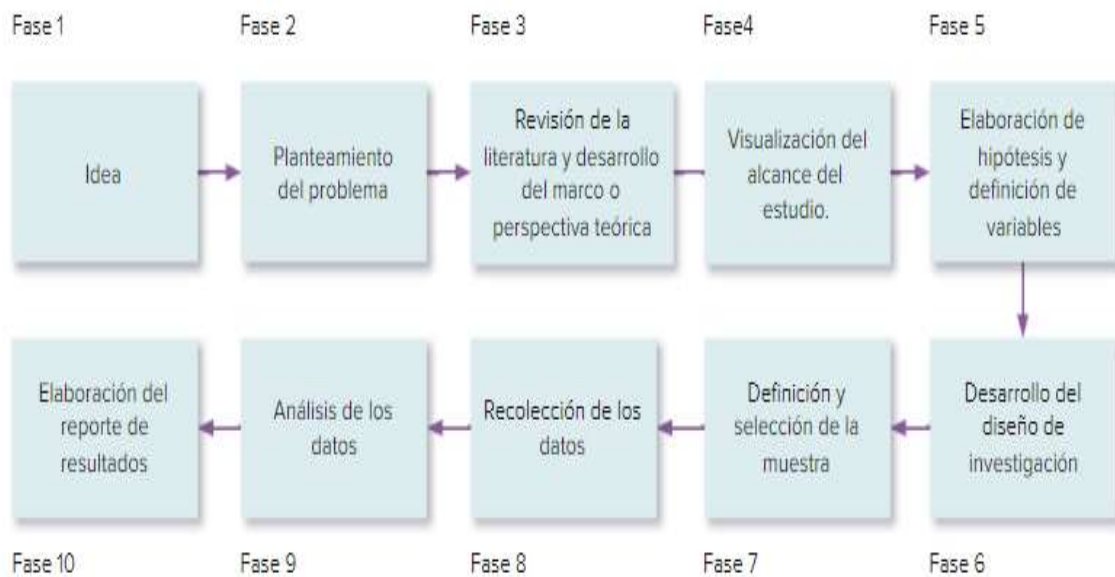 Fase 1
Fase 2
Fase 3
Fase4
Fase 5
Idea
Planteamiento
del problema
Revisión de la
literatura y desarrollo
del marco o
perspectiva teórica
Visualización del
alcance del
estudio.
Elaboración de
hipótesis y
definición de
variables
Elaboración del
reporte de
resultados
Análisis de los
datos
Recolección de los
datos
Definición y
selección de la
muestra
Desarrollo del
diseño de
investigación
Fase 10
Fase 9
Fase 8
Fase 7
Fase 6